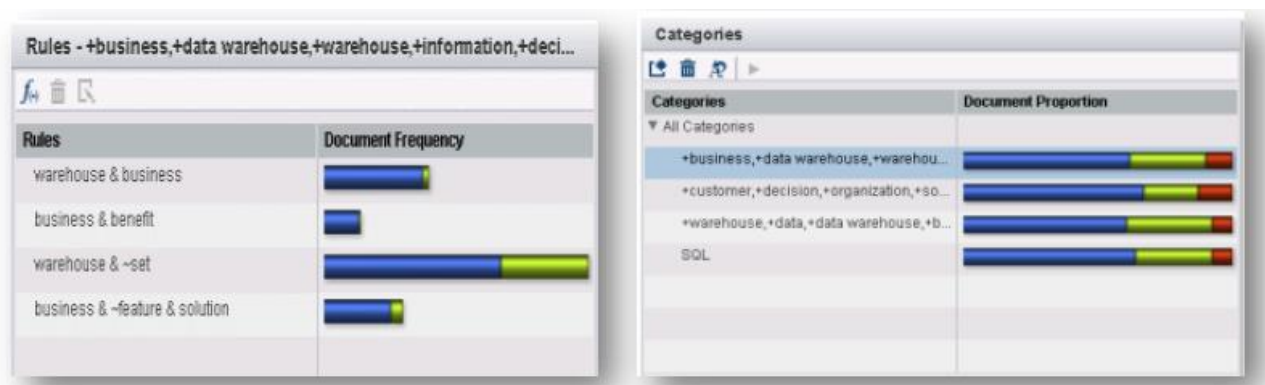 Rules - +business,+data warehouse,+warehouse,+information,+deci...
Rules
Document Frequency
warehouse & business
business & benefit
warehouse & ~set
business & ~feature & solution
Categories
Categories
Document Proportion
All Categories
+business,+data warehouse,+warehou...
+customer,+decision,+organization,+so...
+warehouse,+data,+data warehouse,+b...
SQL